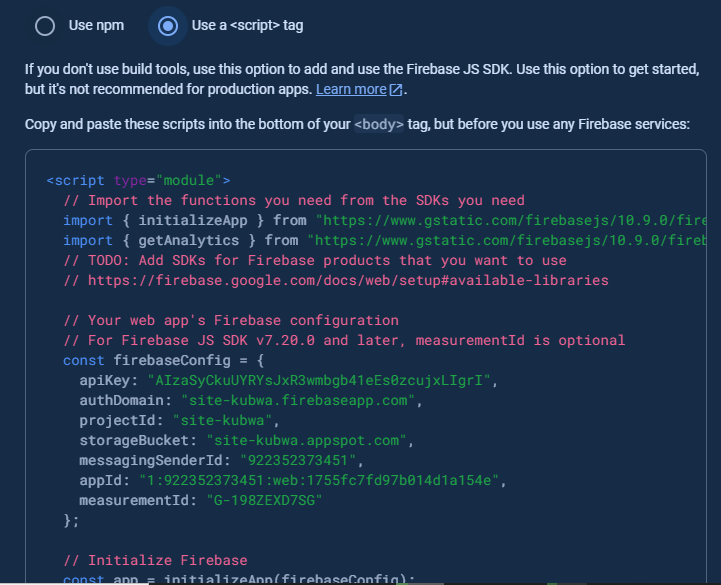 Use npm
Use a <script> tag
If you don't use build tools, use this option to add and use the Firebase JS SDK. Use this option to get started,
but it's not recommended for production apps. Learn more.
Copy and paste these scripts into the bottom of your <body> tag, but before you use any Firebase services:
<script type="module">
// Import the functions you need from the SDKs you need
import { initializeApp } from "https://www.gstatic.com/firebasejs/10.9.0/fire
import { getAnalytics } from "https://www.gstatic.com/firebasejs/10.9.0/fireb
// TODO: Add SDKs for Firebase products that you want to use
// https://firebase.google.com/docs/web/setup#available-libraries
// Your web app's Firebase configuration
// For Firebase JS SDK v7.20.0 and later, measurementId is optional
const firebaseConfig = {
apiKey: "AIzaSyCkuUYRYsJxR3wmbgb41eEs0zcujxLIgrI",
authDomain: "site-kubwa.firebaseapp.com",
projectId: "site-kubwa",
storageBucket: "site-kubwa.appspot.com",
messagingSenderId: "922352373451",
appId: "1:922352373451:web:1755fc7fd97b014d1a154e",
measurementId: "G-198ZEXD7SG"
};
// Initialize Firebase
const app = initializeApp(firebaseConfig);